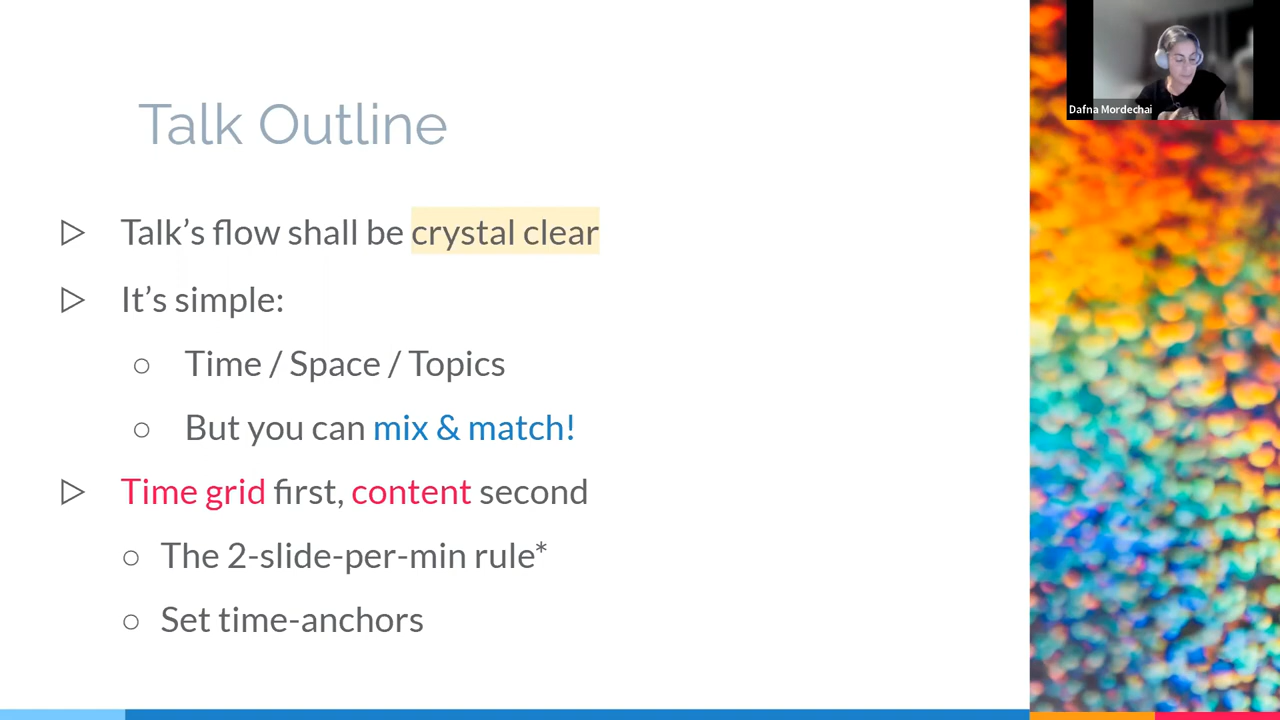 Talk Outline
Dafna Mordechai
▷ Talk’s flow shall be crystal clear
▷ It’s simple:
○ Time / Space / Topics
○ But you can mix & match!
▷ Time grid first, content second
○ The 2-slide-per-min rule*
○ Set time-anchors